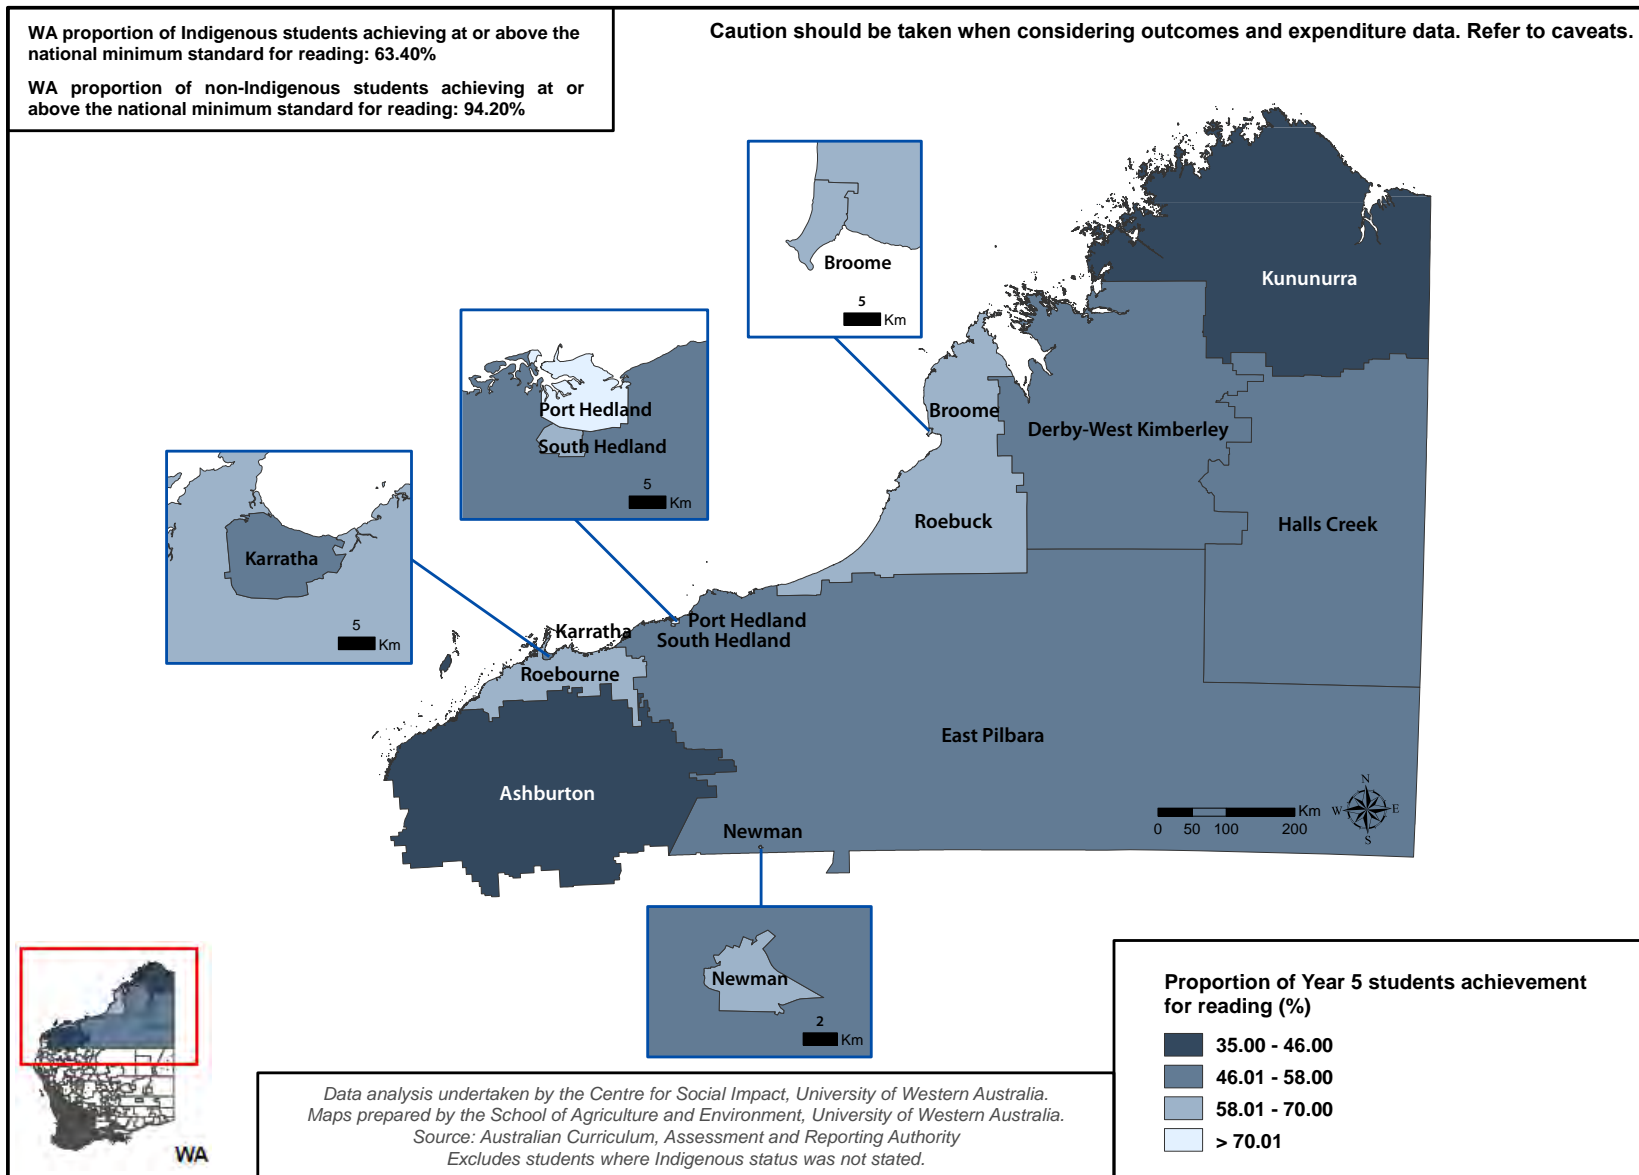 WA proportion of Indigenous students achieving at or above the
national minimum standard for reading: 63.40%
WA proportion of non-Indigenous students achieving at or
above the national minimum standard for reading: 94.20%
Caution should be taken when considering outcomes and expenditure data. Refer to caveats.
Broome
5
Km
Kununurra
Port Hedland
South Hedland
5
Km
Broome
Derby-West Kimberley
Karratha
5
Km
Roebuck
Halls Creek
Port Hedland
South Hedland
Karratha
Roebourne
East Pilbara
Ashburton
Newman
Km
0 50 100 200
N
W E
S
Newman
2
Km
WA
Data analysis undertaken by the Centre for Social Impact, University of Western Australia.
Maps prepared by the School of Agriculture and Environment, University of Western Australia.
Source: Australian Curriculum, Assessment and Reporting Authority
Excludes students where Indigenous status was not stated.
Proportion of Year 5 students achievement
for reading (%)
35.00 - 46.00
46.01 - 58.00
58.01 - 70.00
> 70.01